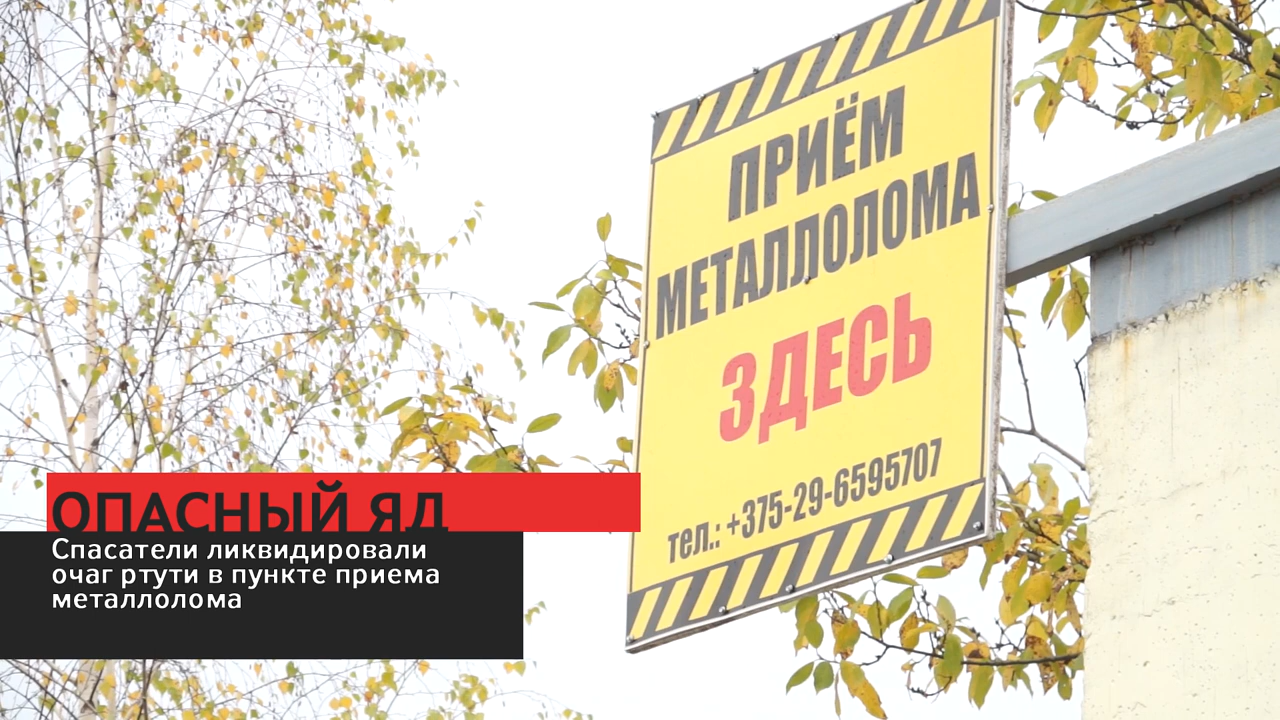 ПРИЁМ
МЕТАЛЛОЛОМА
ЗДЕСЬ
тел.: +375-29-6595707
ОПАСНЫЙ ЯД
Спасатели ликвидировали
очаг ртути в пункте приема
металлолома